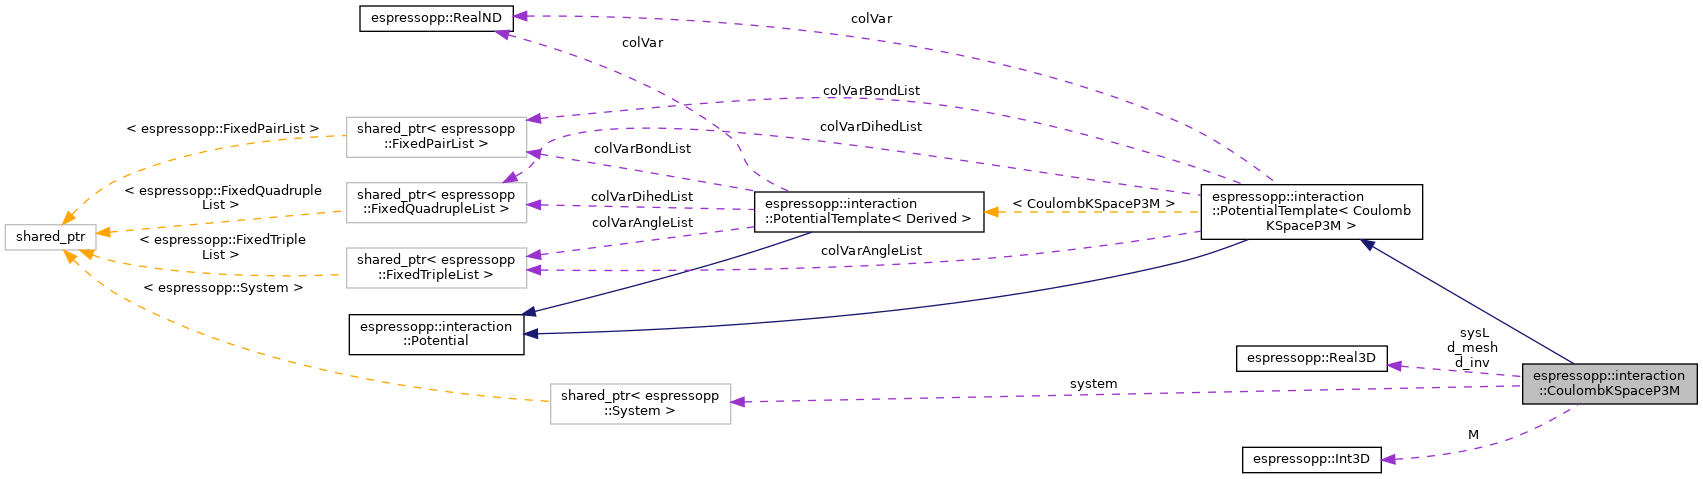 espressopp::RealND
colVar
colVar
colVarBondList
shared_ptr< espressopp
::FixedPairList >
< espressopp::FixedPairList >
colVarDihedList
colVarBondList
shared_ptr< espressopp
::FixedQuadrupleList >
< espressopp::FixedQuadruple
List >
colVarDihedList
espressopp::interaction
::PotentialTemplate< Derived >
< CoulombKSpaceP3M >
espressopp::interaction
::PotentialTemplate< Coulomb
KSpaceP3M >
shared_ptr
colVarAngleList
< espressopp::FixedTriple
List >
shared_ptr< espressopp
::FixedTripleList >
colVarAngleList
< espressopp::System >
espressopp::interaction
::Potential
sysL
d_mesh
d_inv
espressopp::Real3D
espressopp::interaction
::CoulombKSpaceP3M
system
shared_ptr< espressopp
::System >
M
espressopp::Int3D